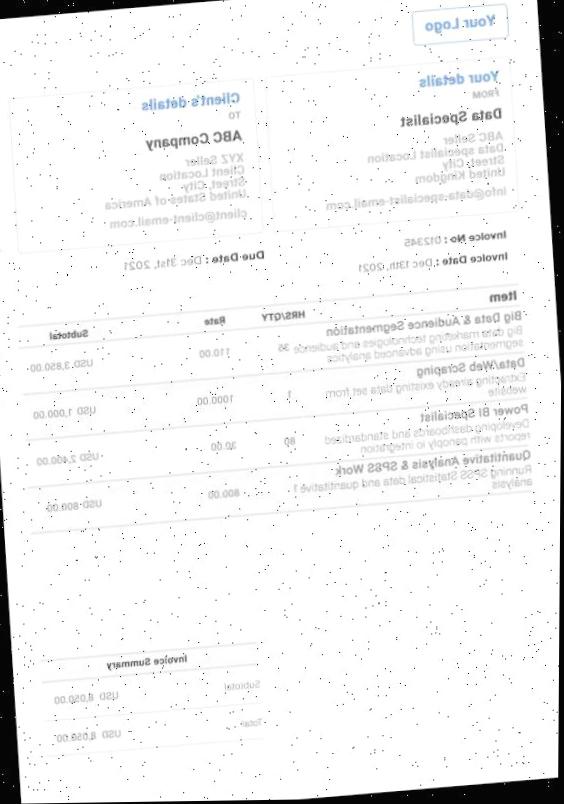 Your Logo
Your details
FROM
Data Specialist
ABC Seller
Data specialist Location
Street, City
United Kingdom
info@data-specialist-email.com
Client's details
TO
ABC Company
XYZ Seller
Client Location
Street, City
United States of America
client@client-email.com
Invoice No : 012345
Invoice Date : Dec 13th, 2021
Due Date : Dec 31st, 2021
Item HRS/QTY Rate Subtotal
Big Data & Audience Segmentation
Big data marketing technologies and audience 35 110.00 USD 3,850.00
segmentation using advanced analytics
Data/Web Scraping
Extracting already existing data set from 1 1000.00 USD 1,000.00
website
Power BI Specialist
Developing dashboards and standardized 80 30.00 USD 2,400.00
reports with panoply io integration
Quantitative Analysis & SPSS Work
Running SPSS Statistical data and quantitative 1 800.00 USD 800.00
analysis
Invoice Summary
Subtotal USD 8,050.00
Total USD 8,050.00